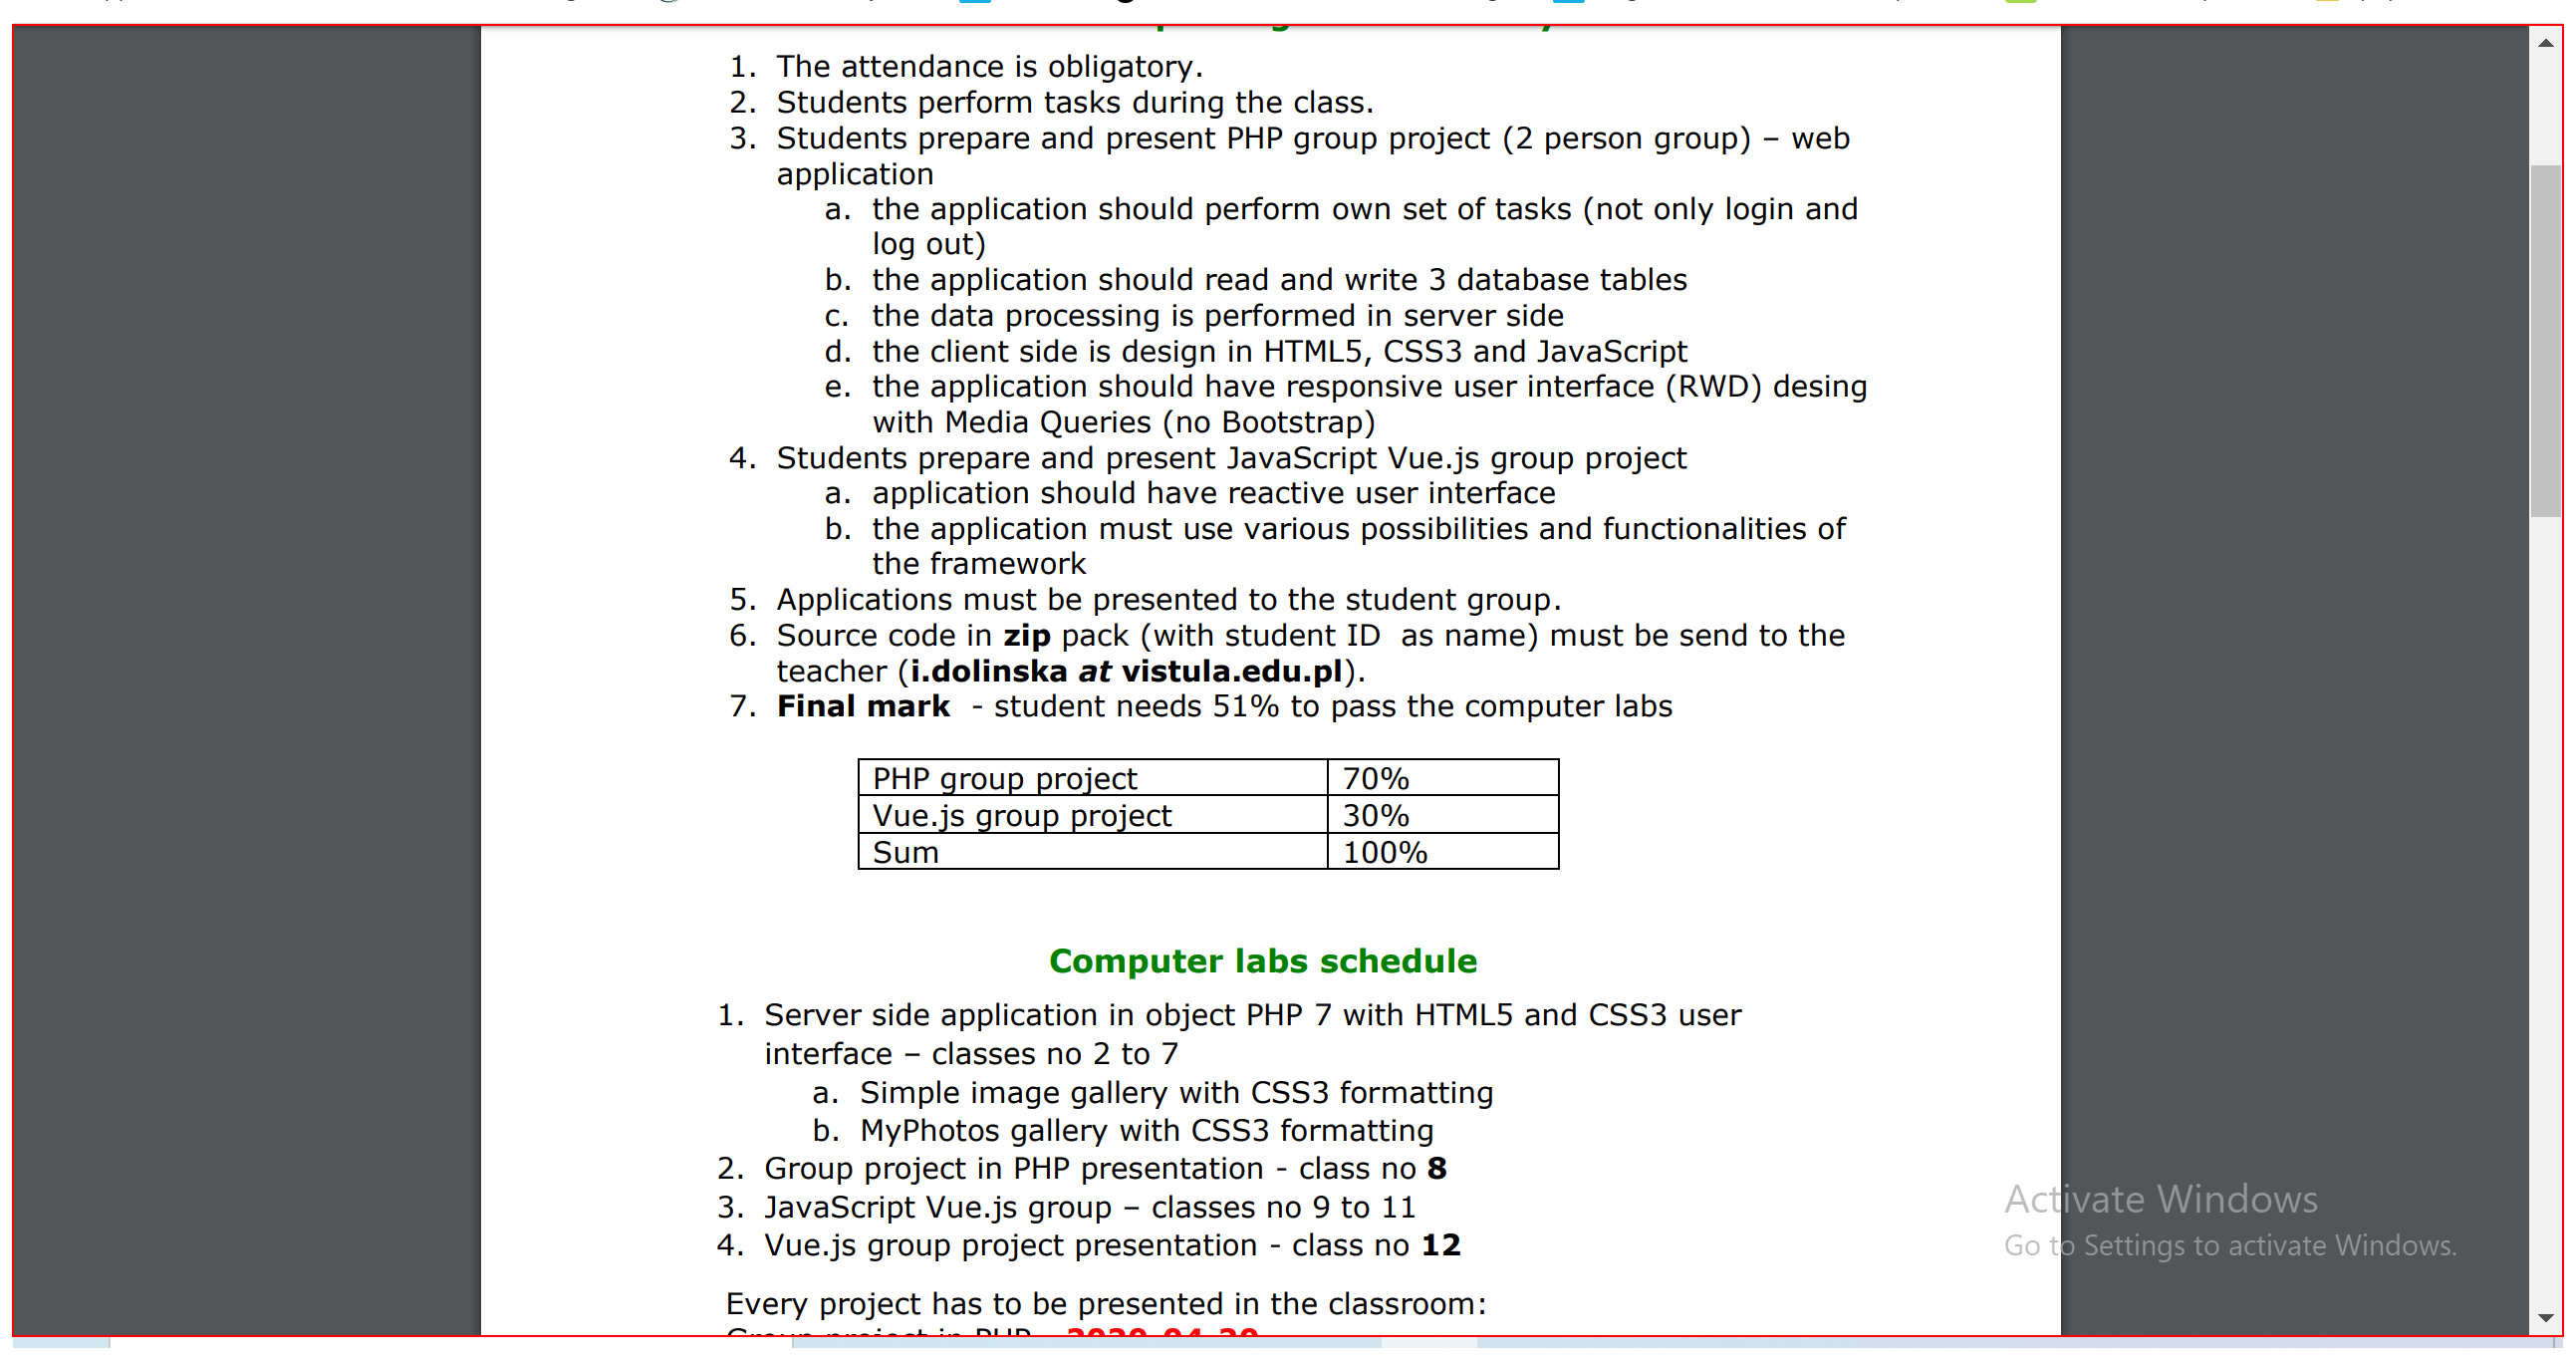 1. The attendance is obligatory.
2. Students perform tasks during the class.
3. Students prepare and present PHP group project (2 person group) – web
application
a. the application should perform own set of tasks (not only login and
log out)
b. the application should read and write 3 database tables
c. the data processing is performed in server side
d. the client side is design in HTML5, CSS3 and JavaScript
e. the application should have responsive user interface (RWD) desing
with Media Queries (no Bootstrap)
4. Students prepare and present JavaScript Vue.js group project
a. application should have reactive user interface
b. the application must use various possibilities and functionalities of
the framework
5. Applications must be presented to the student group.
6. Source code in zip pack (with student ID as name) must be send to the
teacher (i.dolinska at vistula.edu.pl).
7. Final mark - student needs 51% to pass the computer labs
PHP group project 70%
Vue.js group project 30%
Sum 100%
Computer labs schedule
1. Server side application in object PHP 7 with HTML5 and CSS3 user
interface – classes no 2 to 7
a. Simple image gallery with CSS3 formatting
b. MyPhotos gallery with CSS3 formatting
2. Group project in PHP presentation - class no 8
3. JavaScript Vue.js group – classes no 9 to 11
4. Vue.js group project presentation - class no 12
Activate Windows
Go to Settings to activate Windows.
Every project has to be presented in the classroom:
Group project in PHP – 2020-04-20